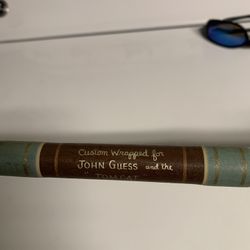 Custom Wrapped for
JOHN GUESS and the
"TOMCAT